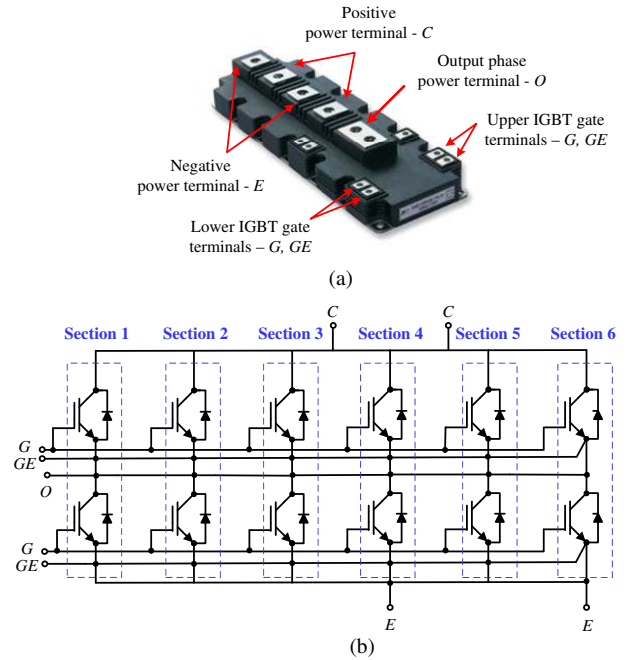 Positive
power terminal - C
Output phase
power terminal - O
Upper IGBT gate
terminals – G, GE
Negative
power terminal - E
Lower IGBT gate
terminals – G, GE
(a)
C C
Section 1 Section 2 Section 3 Section 4 Section 5 Section 6
G
GE
O
G
GE
E E
(b)